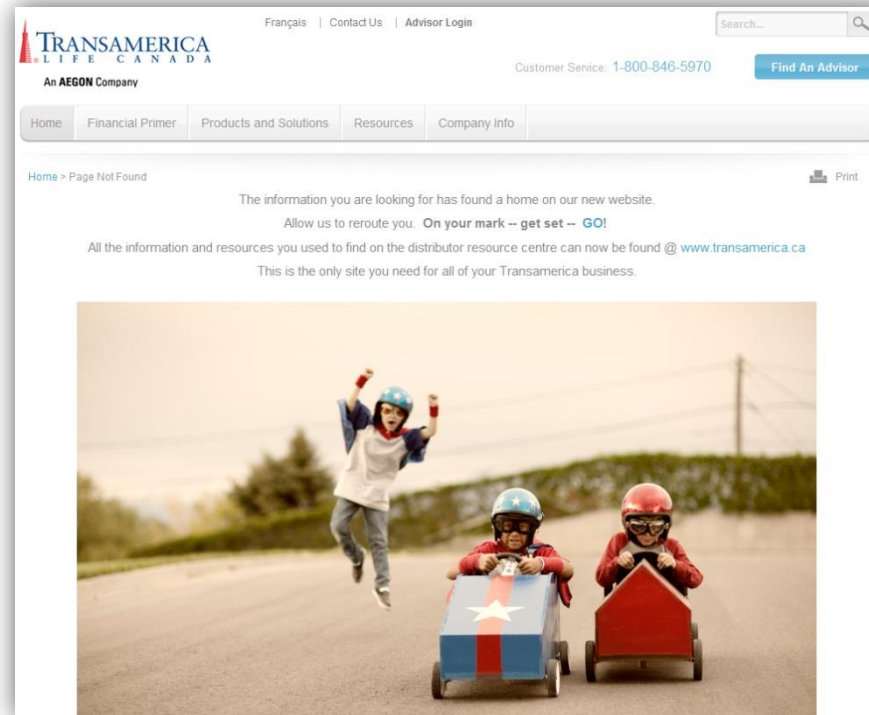 Français | Contact Us | Advisor Login
Search...
TRANSAMERICA
LIFE CANADA
An AEGON Company
Customer Service: 1-800-846-5970
Find An Advisor
Home Financial Primer Products and Solutions Resources Company Info
Home > Page Not Found
Print
The information you are looking for has found a home on our new website.
Allow us to reroute you. On your mark -- get set -- GO!
All the information and resources you used to find on the distributor resource centre can now be found @ www.transamerica.ca
This is the only site you need for all of your Transamerica business.